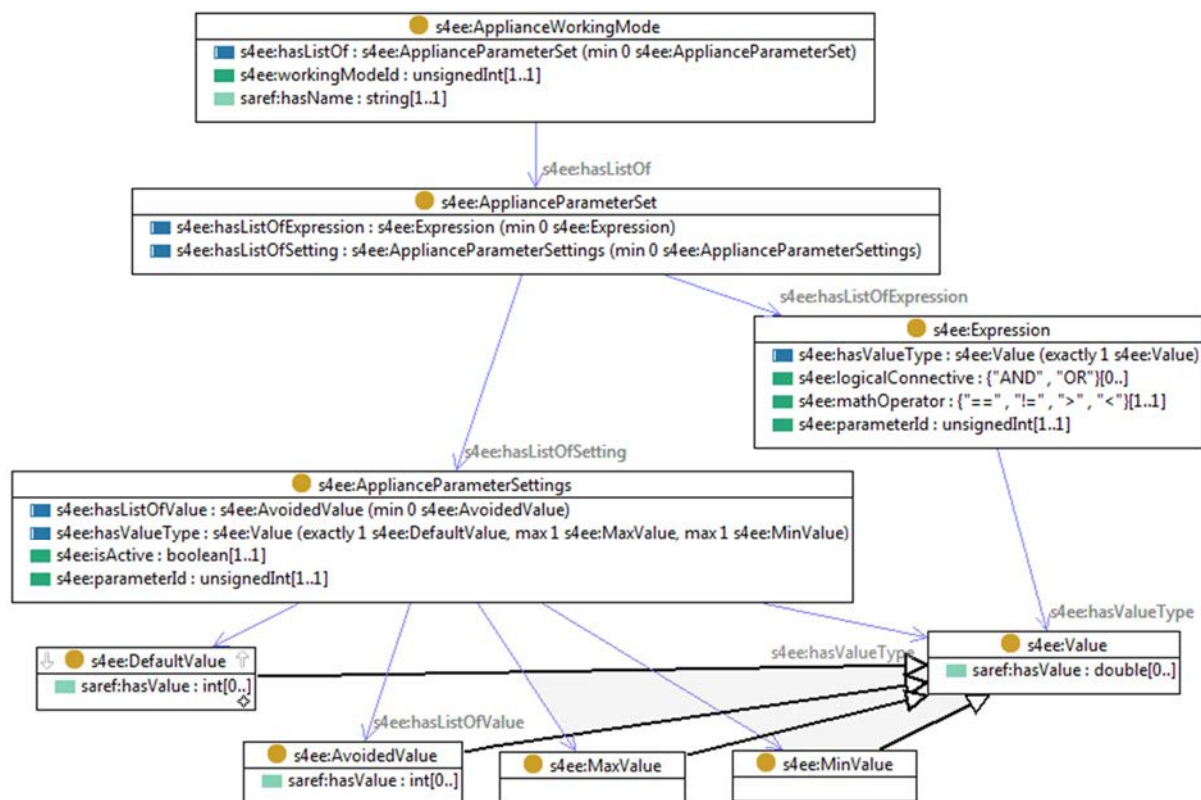 s4ee:ApplianceWorkingMode
s4ee:hasListOf : s4ee:ApplianceParameterSet (min 0 s4ee:ApplianceParameterSet)
s4ee:workingModeId : unsignedInt[1..1]
saref:hasName : string[1..1]
s4ee:hasListOf
s4ee:ApplianceParameterSet
s4ee:hasListOfExpression : s4ee:Expression (min 0 s4ee:Expression)
s4ee:hasListOfSetting : s4ee:ApplianceParameterSettings (min 0 s4ee:ApplianceParameterSettings)
s4ee:hasListOfExpression
s4ee:Expression
s4ee:hasValueType : s4ee:Value (exactly 1 s4ee:Value)
s4ee:logicalConnective : {"AND" , "OR"}[0..]
s4ee:mathOperator : {"==" , "!=" , ">" , "<"}[1..1]
s4ee:parameterId : unsignedInt[1..1]
s4ee:hasListOfSetting
s4ee:ApplianceParameterSettings
s4ee:hasListOfValue : s4ee:AvoidedValue (min 0 s4ee:AvoidedValue)
s4ee:hasValueType : s4ee:Value (exactly 1 s4ee:DefaultValue, max 1 s4ee:MaxValue, max 1 s4ee:MinValue)
s4ee:isActive : boolean[1..1]
s4ee:parameterId : unsignedInt[1..1]
s4ee:hasValueType
s4ee:Value
saref:hasValue : double[0..]
s4ee:DefaultValue
saref:hasValue : int[0..]
s4ee:hasValueType
s4ee:hasListOfValue
s4ee:AvoidedValue
saref:hasValue : int[0..]
s4ee:MaxValue
s4ee:MinValue